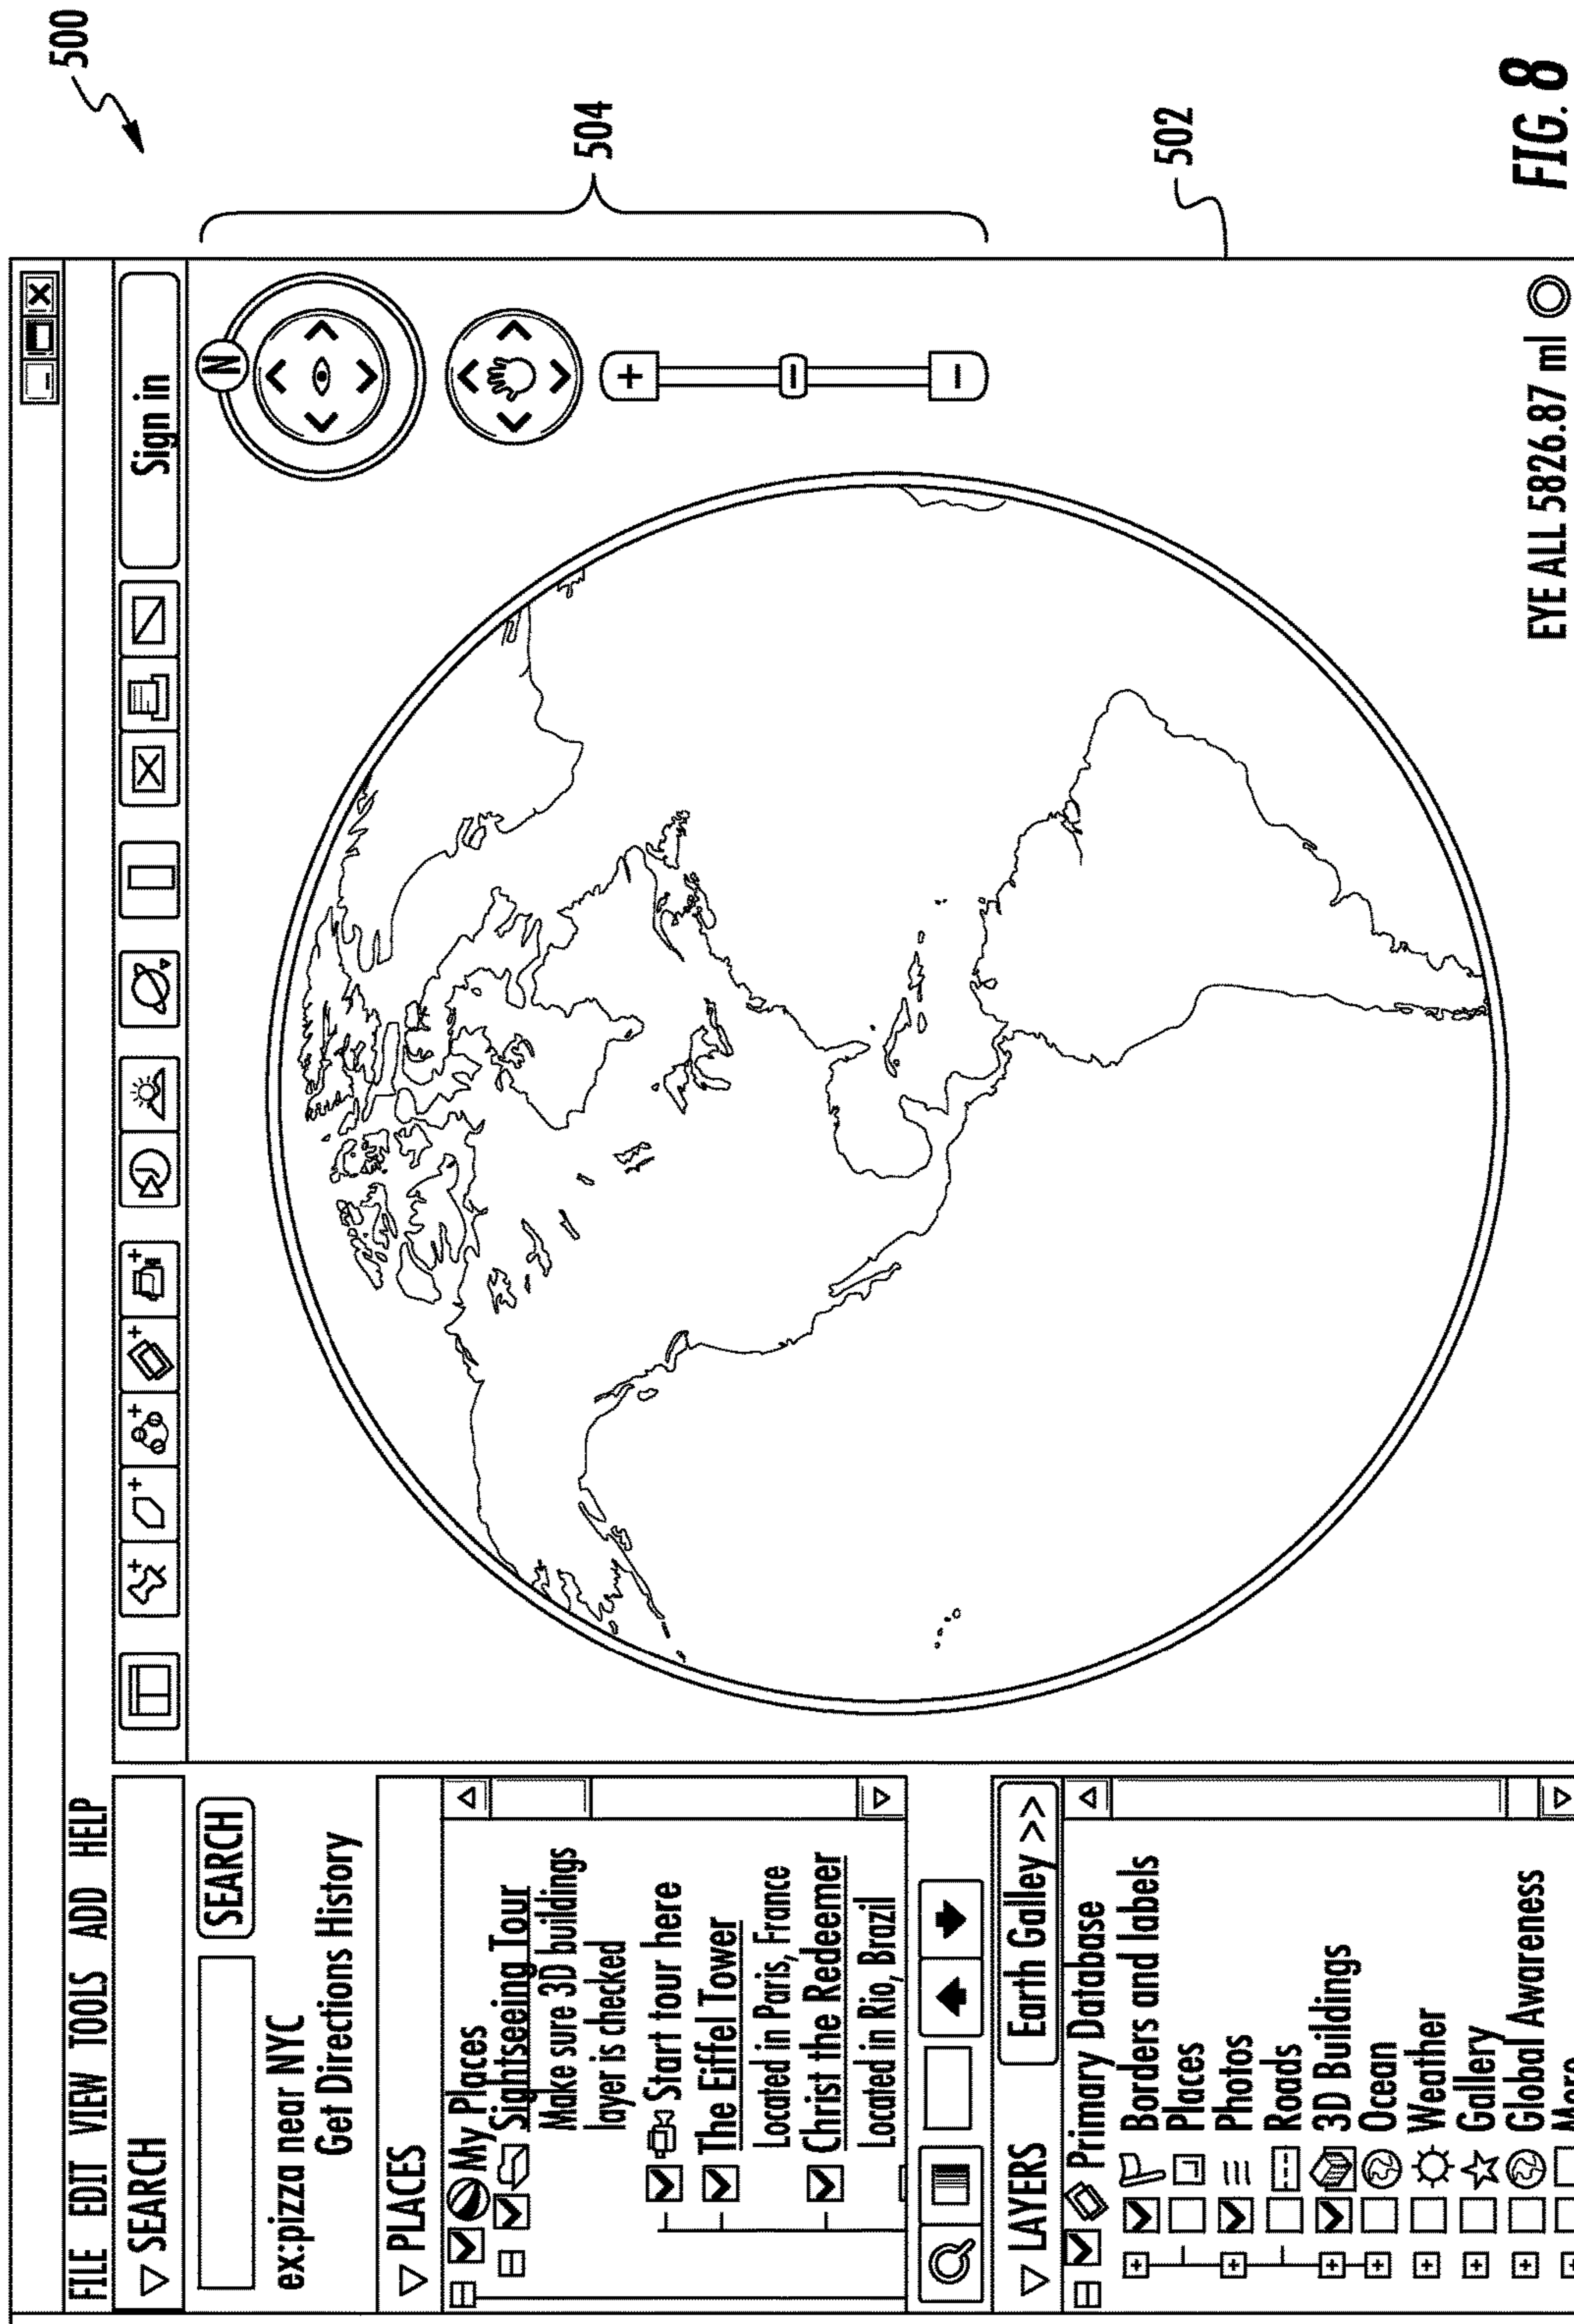 500
FILE EDIT VIEW TOOLS ADD HELP
▽ SEARCH
SEARCH
ex:pizza near NYC
Get Directions History
▽ PLACES
My Places
Sightseeing Tour
Make sure 3D buildings
layer is checked
Start tour here
The Eiffel Tower
Located in Paris, France
Christ the Redeemer
Located in Rio, Brazil
▽ LAYERS
Earth Galley >>
Primary Database
Borders and labels
Places
Photos
Roads
3D Buildings
Ocean
Weather
Gallery
Global Awareness
More
Sign in
N
504
502
EYE ALL 5826.87 ml
FIG. 8